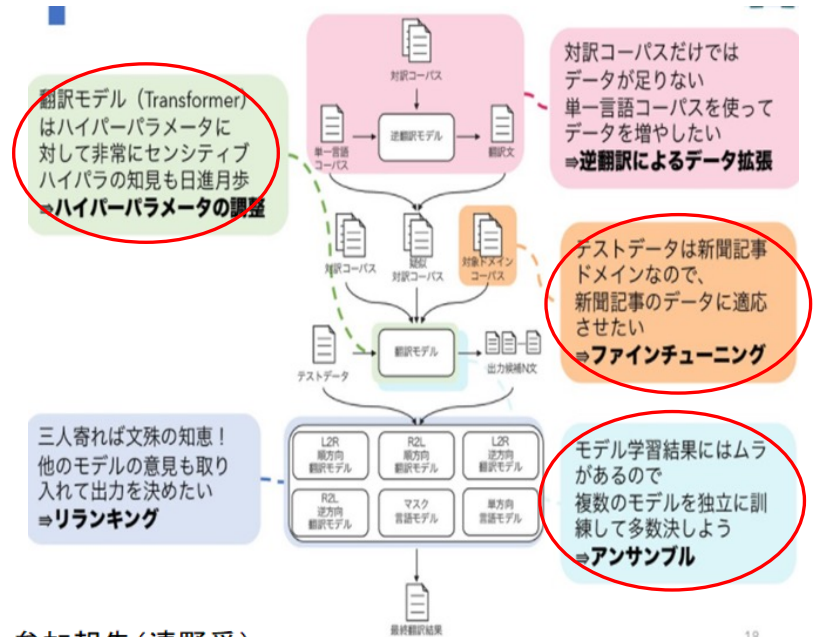 対訳コーパス
単一言語
コーパス
逆翻訳モデル
翻訳文
対訳コーパスだけでは
データが足りない
単一言語コーパスを使って
データを増やしたい
⇒逆翻訳によるデータ拡張
翻訳モデル（Transformer）
はハイパーパラメータに
対して非常にセンシティブ
ハイパラの知見も日進月歩
⇒ハイパーパラメータの調整
対訳コーパス
疑似
対訳コーパス
対象ドメイン
コーパス
テストデータは新聞記事
ドメインなので、
新聞記事のデータに適応
させたい
⇒ファインチューニング
テストデータ
翻訳モデル
出力候補N文
三人寄れば文殊の知恵！
他のモデルの意見も取り
入れて出力を決めたい
⇒リランキング
L2R
順方向
翻訳モデル
R2L
順方向
翻訳モデル
L2R
逆方向
翻訳モデル
R2L
逆方向
翻訳モデル
マスク
言語モデル
単方向
言語モデル
モデル学習結果にはムラ
があるので
複数のモデルを独立に訓
練して多数決しよう
⇒アンサンブル
最終翻訳結果